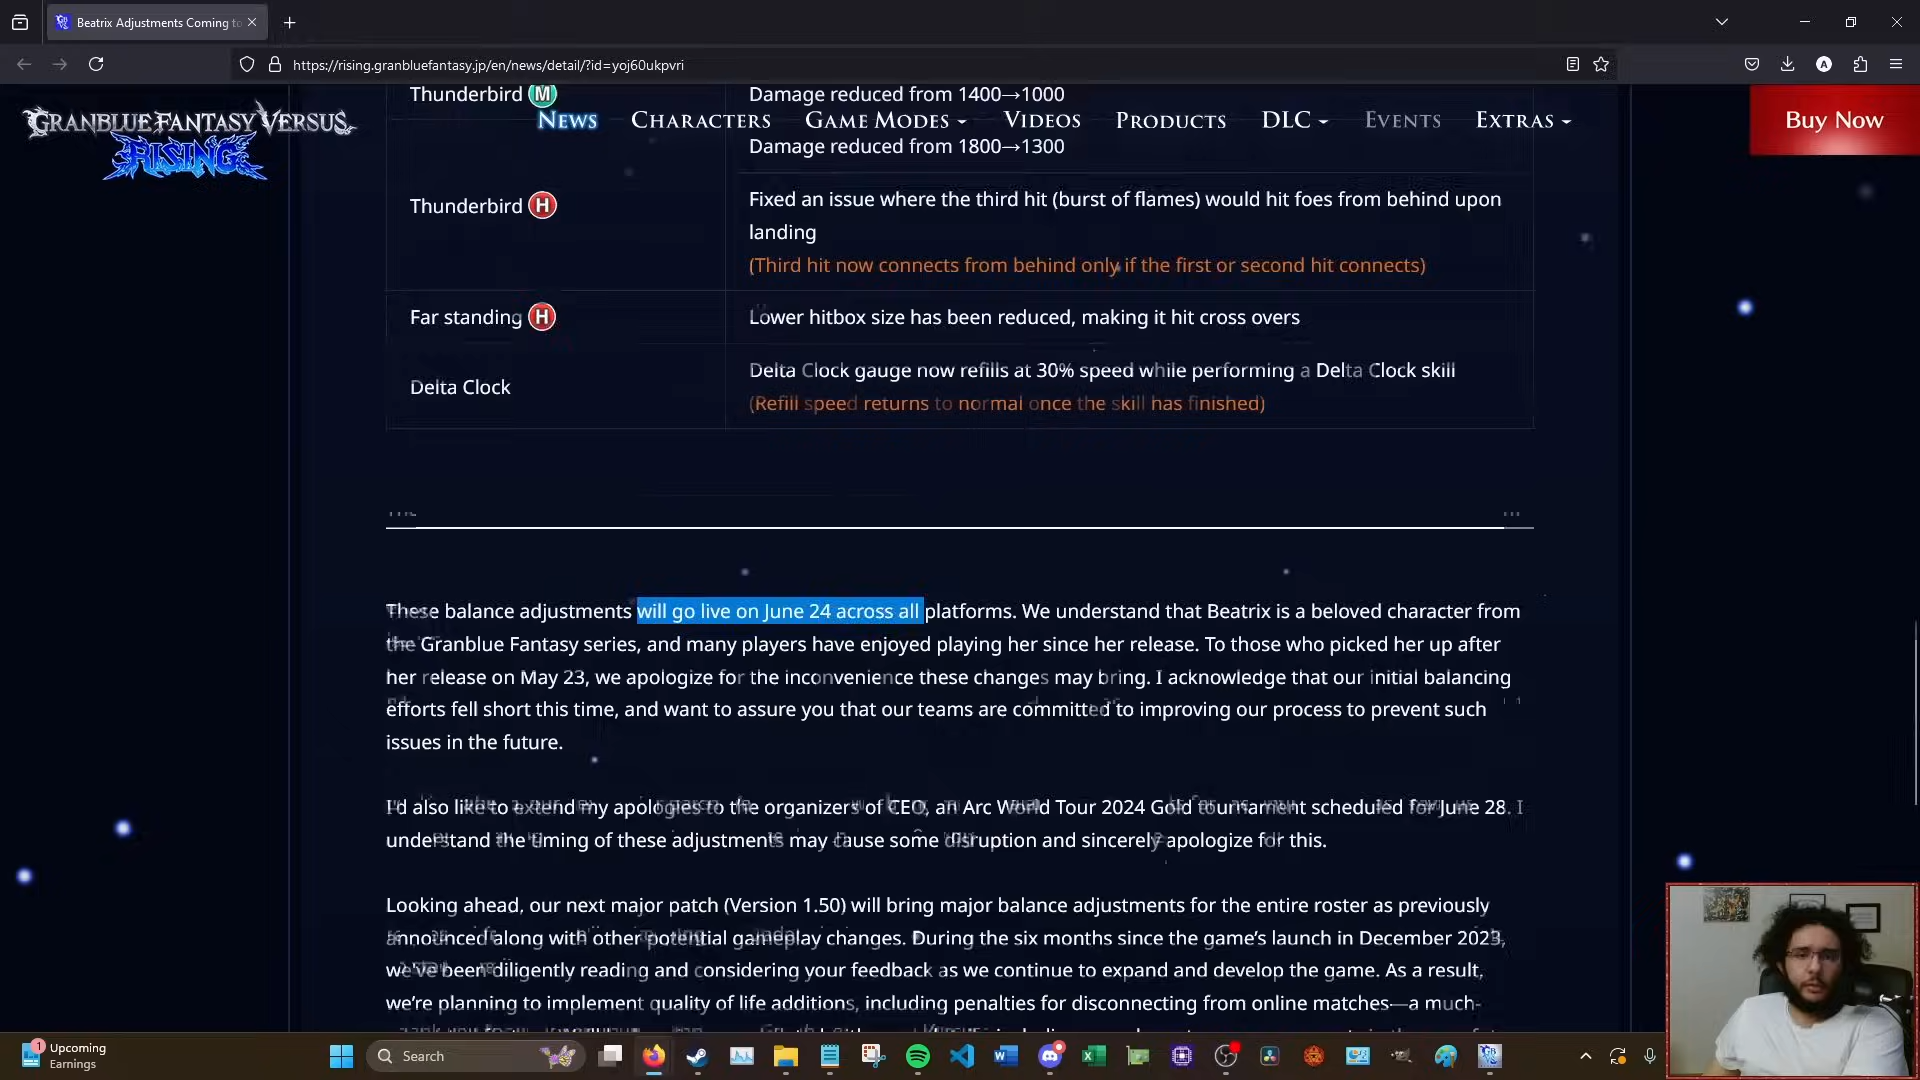 Beatrix Adjustments Coming to
https://rising.granbluefantasy.jp/en/news/detail/?id=yoj60ukpvri
GRANBLUE FANTASY VERSUS
RISING
NEWS
CHARACTERS
GAME MODES
VIDEOS
PRODUCTS
DLC
EVENTS
EXTRAS
Buy Now
Thunderbird M
Damage reduced from 1400→1000
Damage reduced from 1800→1300
Thunderbird H
Fixed an issue where the third hit (burst of flames) would hit foes from behind upon
landing
(Third hit now connects from behind only if the first or second hit connects)
Far standing H
Lower hitbox size has been reduced, making it hit cross overs
Delta Clock
Delta Clock gauge now refills at 30% speed while performing a Delta Clock skill
(Refill speed returns to normal once the skill has finished)
These balance adjustments will go live on June 24 across all platforms. We understand that Beatrix is a beloved character from
the Granblue Fantasy series, and many players have enjoyed playing her since her release. To those who picked her up after
her release on May 23, we apologize for the inconvenience these changes may bring. I acknowledge that our initial balancing
efforts fell short this time, and want to assure you that our teams are committed to improving our process to prevent such
issues in the future.
I'd also like to extend my apologies to the organizers of CEO, an Arc World Tour 2024 Gold tournament scheduled for June 28. I
understand the timing of these adjustments may cause some disruption and sincerely apologize for this.
Looking ahead, our next major patch (Version 1.50) will bring major balance adjustments for the entire roster as previously
announced along with other potential gameplay changes. During the six months since the game's launch in December 2023,
we've been diligently reading and considering your feedback as we continue to expand and develop the game. As a result,
we're planning to implement quality of life additions, including penalties for disconnecting from online matches—a much-
1
Upcoming
Earnings
Search